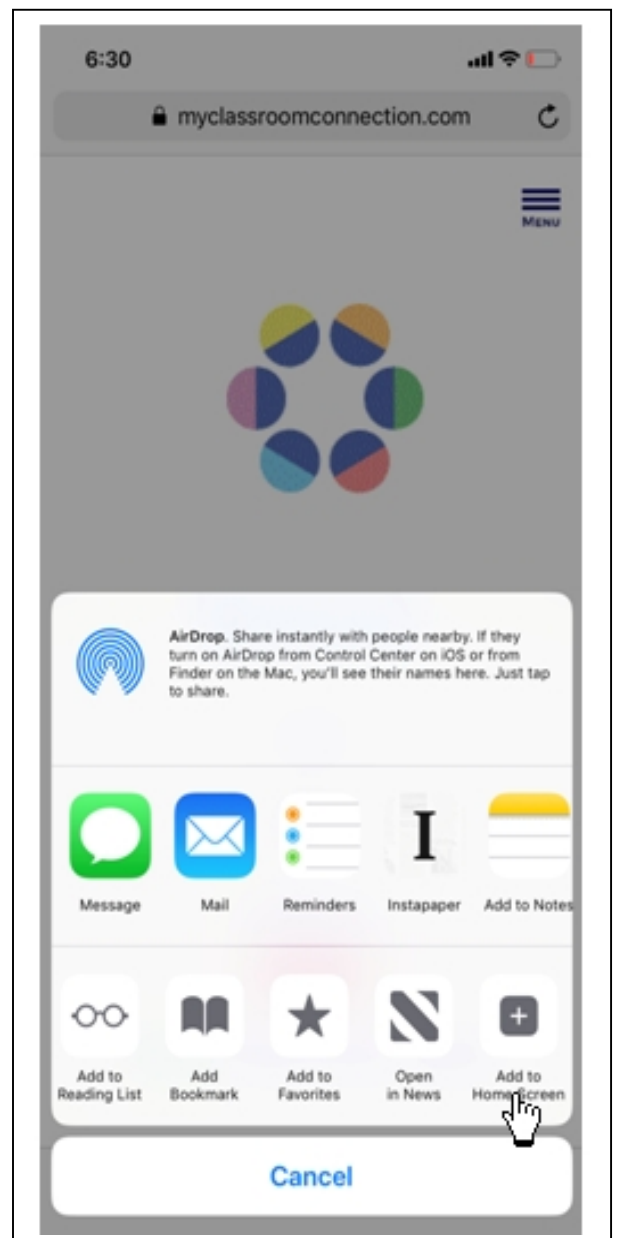 6:30
myclassroomconnection.com
MENU
AirDrop. Share instantly with people nearby. If they
turn on AirDrop from Control Center on iOS or from
Finder on the Mac, you'll see their names here. Just tap
to share.
Message Mail Reminders Instapaper Add to Notes
Add to Reading List
Add Bookmark
Add to Favorites
Open in News
Add to Home Screen
Cancel